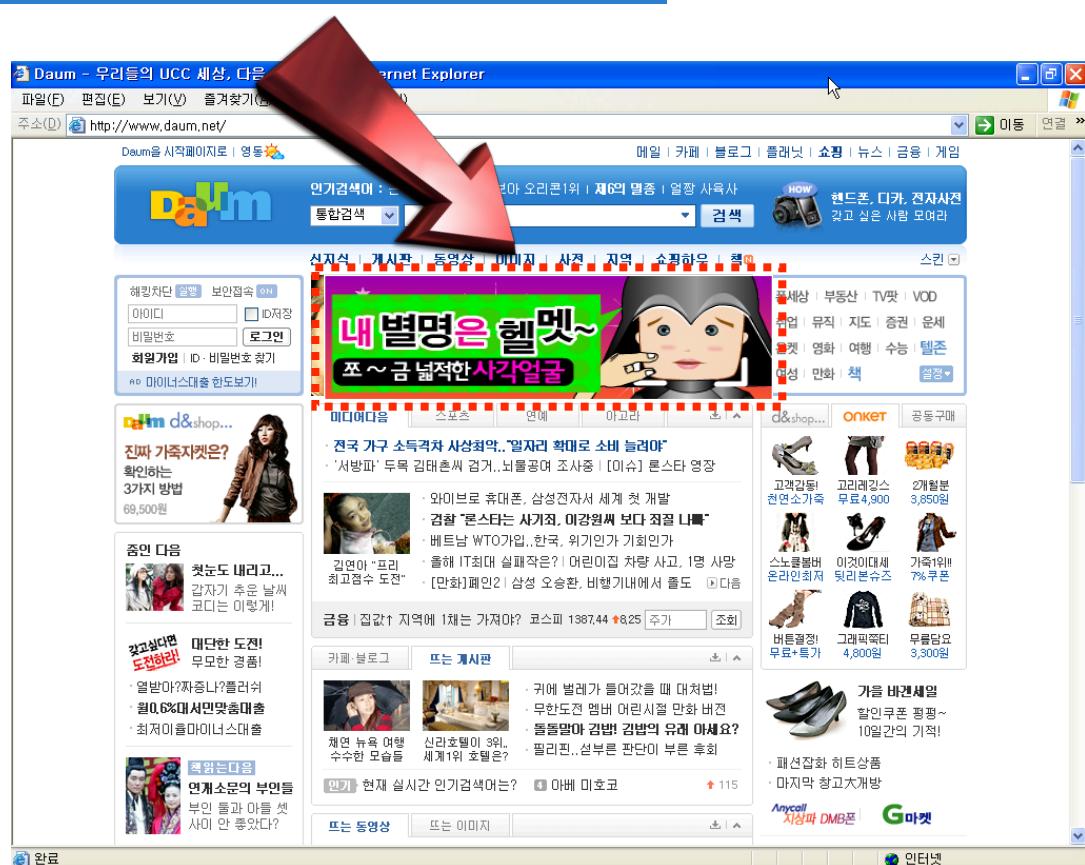 Daum - 우리들의 UCC 세상, 다음
ernet Explorer
파일(F) 편집(E) 보기(V) 즐겨찾기
주소(D) http://www.daum.net/ 이동 연결 »
Daum을 시작페이지로 | 영동
메일 | 카페 | 블로그 | 플래닛 | 쇼핑 | 뉴스 | 금융 | 게임
Daum
인기검색어 : 보아 오리콘1위 | 제6의 멸종 | 얼짱 사육사
통합검색 검색
HOW
핸드폰, 디카, 전자사전
갖고 싶은 사람 모여라
신지식 | 게시판 | 동영상 | 이미지 | 사전 | 지역 | 쇼핑하우 | 책 N
스킨
해킹차단 실행 보안접속 ON
아이디 ID저장
비밀번호 로그인
회원가입 | ID · 비밀번호 찾기
AD 마이너스대출 한도보기!
내 별명은 헬멧~
쪼~금 넓적한 사각얼굴
폰세상 | 부동산 | TV팟 | VOD
취업 | 뮤직 | 지도 | 증권 | 운세
온켓 | 영화 | 여행 | 수능 | 텔존
여성 | 만화 | 책 설정
Daum d&shop...
진짜 가죽자켓은?
확인하는
3가지 방법
69,500원
미디어다음 스포츠 연예 아고라
· 전국 가구 소득격차 사상최악.."일자리 확대로 소비 늘려야"
· '서방파' 두목 김태촌씨 검거..뇌물공여 조사중 | [이슈] 론스타 영장
김연아 "프리
최고점수 도전"
· 와이브로 휴대폰, 삼성전자서 세계 첫 개발
· 검찰 "론스타는 사기죄, 이강원씨 보다 죄질 나빠"
· 베트남 WTO가입..한국, 위기인가 기회인가
· 올해 IT최대 실패작은? | 어린이집 차량 사고, 1명 사망
· [만화]폐인2 | 삼성 오승환, 비행기내에서 졸도 다음
금융 | 집값↑ 지역에 1채는 가져야? 코스피 1387,44 8,25 주가 조회
d&shop... ONKET 공동구매
고객감동!
천연소가죽
고리레깅스
무료4,900
2개월분
3,850원
스노클봄버
온라인최저
이것이대세
뒷리본슈즈
가죽1위!!
7%쿠폰
버튼결정!
무료+특가
그래픽쭉티
4,800원
무릎담요
3,300원
줌인 다음
첫눈도 내리고...
갑자기 추운 날씨
코디는 이렇게!
갖고싶다면
도전하라!
대단한 도전!
무모한 경품!
· 열받아?짜증나?플러쉬
· 월0,6%대서민맞춤대출
· 최저이율마이너스대출
책읽는다음
연개소문의 부인들
부인 둘과 아들 셋
사이 안 좋았다?
카페·블로그 뜨는 게시판
채연 뉴욕 여행
수수한 모습들
신라호텔이 3위..
세계1위 호텔은?
· 귀에 벌레가 들어갔을 때 대처법!
· 무한도전 멤버 어린시절 만화 버전
· 돌돌말아 김밥! 김밥의 유래 아세요?
· 필리핀..섣부른 판단이 부른 후회
인기 현재 실시간 인기검색어는? 4 아베 미호코 115
뜨는 동영상 뜨는 이미지
가을 바겐세일
할인쿠폰 펑펑~
10일간의 기적!
· 패션잡화 히트상품
· 마지막 창고大개방
Anycall
지상파 DMB폰
G마켓
완료
인터넷